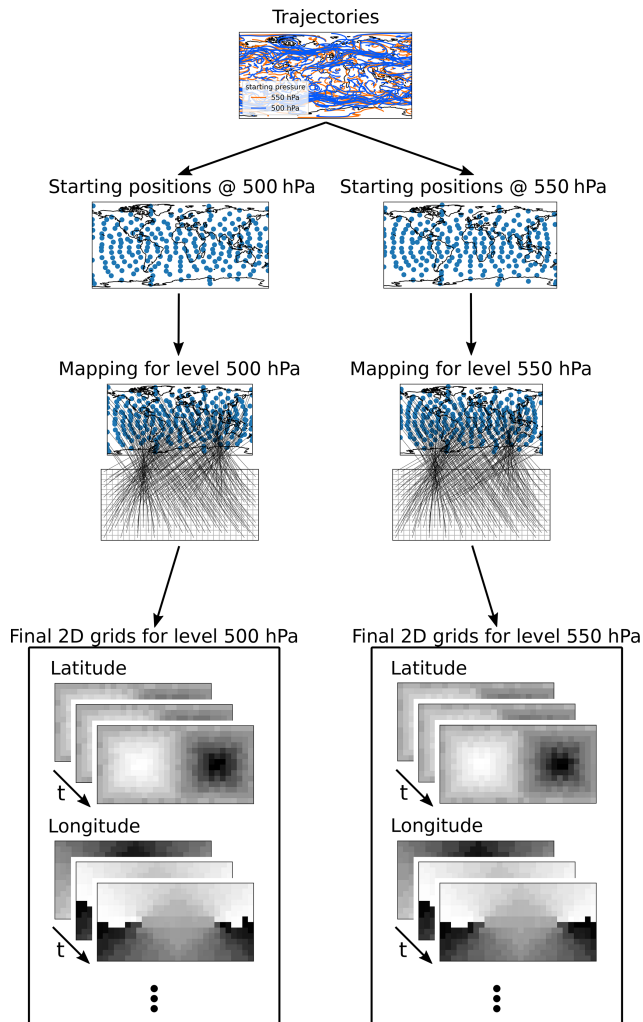 Trajectories
starting pressure
550 hPa
500 hPa
Starting positions @ 500 hPa
Starting positions @ 550 hPa
Mapping for level 500 hPa
Mapping for level 550 hPa
Final 2D grids for level 500 hPa
Final 2D grids for level 550 hPa
Latitude
t
Longitude
t
Latitude
t
Longitude
t